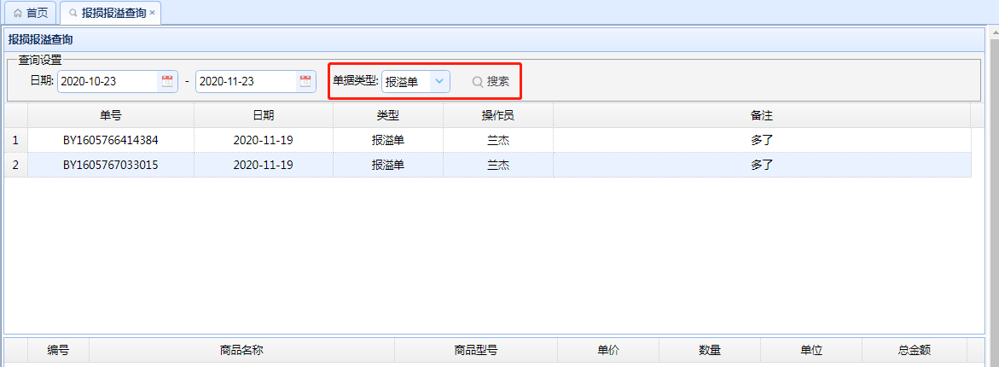 首页 报损报溢查询 ×
报损报溢查询
查询设置
日期: 2020-10-23 - 2020-11-23 单据类型: 报溢单 搜索
单号 日期 类型 操作员 备注
1 BY1605766414384 2020-11-19 报溢单 兰杰 多了
2 BY1605767033015 2020-11-19 报溢单 兰杰 多了
编号 商品名称 商品型号 单价 数量 单位 总金额